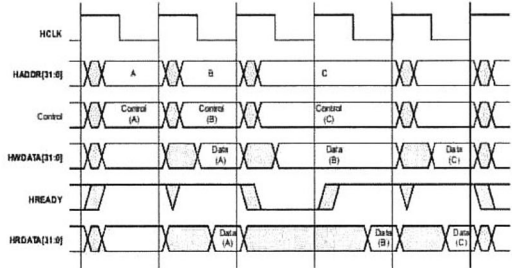 HCLK
HADDR[31:0] A B C
Control Control (A) Control (B) Control (C)
HWDATA[31:0] Data (A) Data (B) Data (C)
HREADY
HRDATA[31:0] Data (A) Data (B) Data (C)